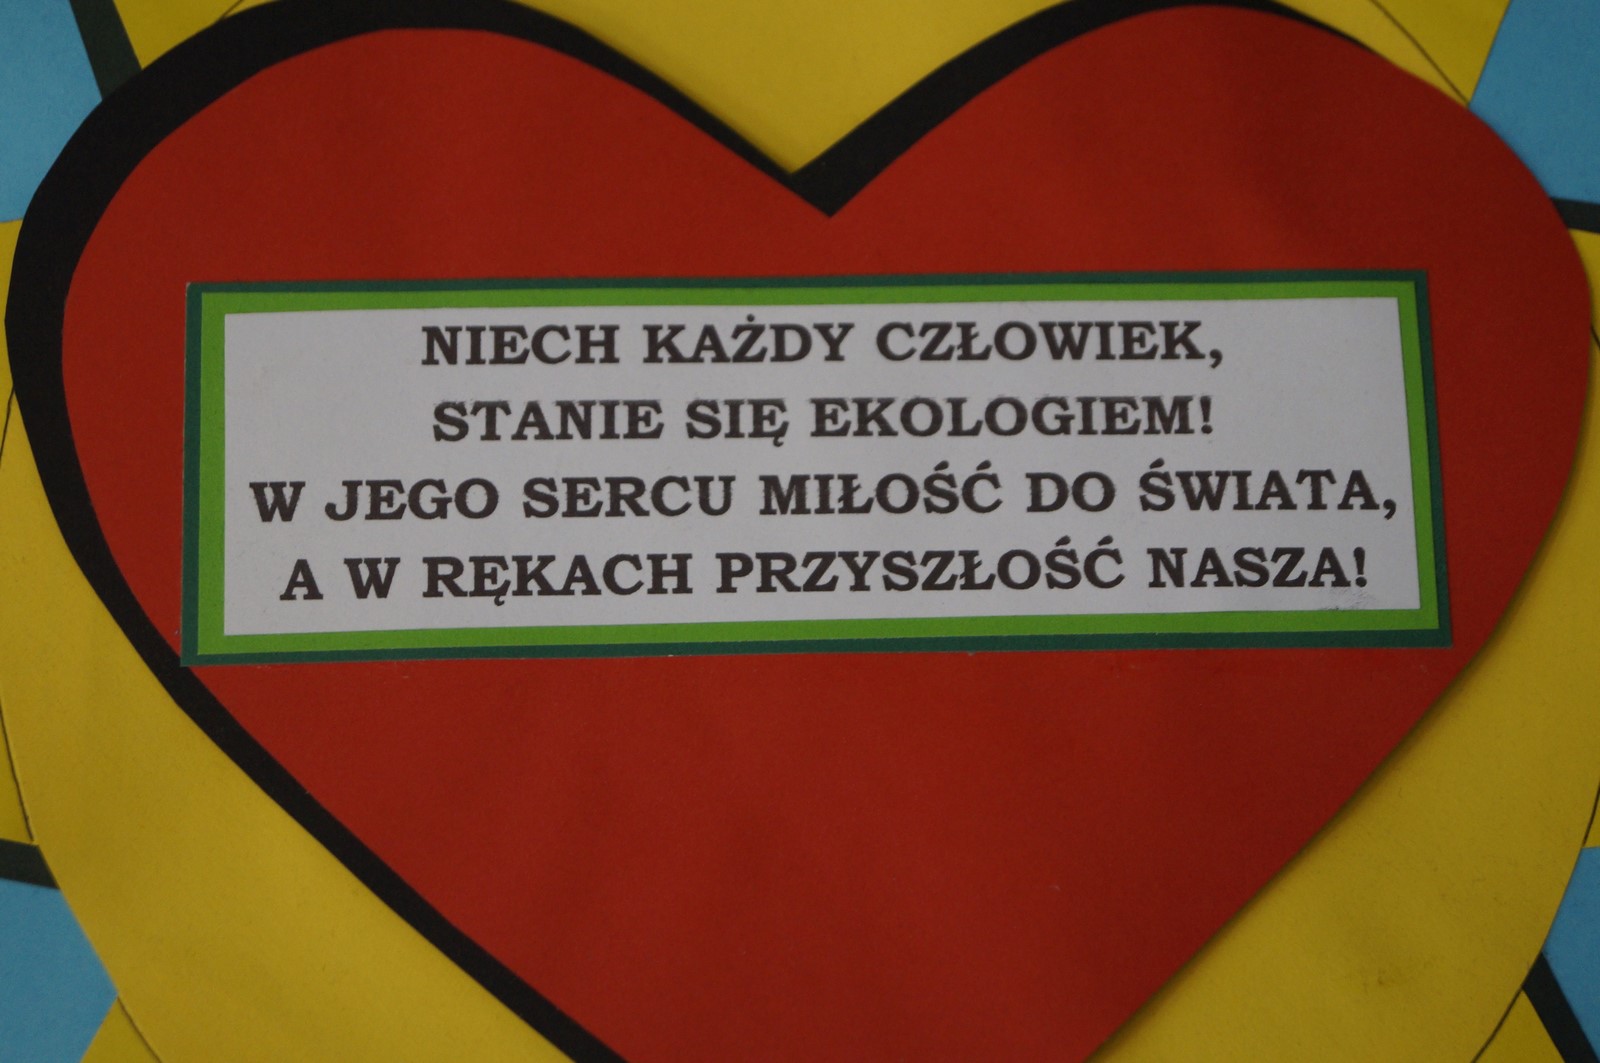 NIECH KAŻDY CZŁOWIEK,
STANIE SIĘ EKOLOGIEM!
W JEGO SERCU MIŁOŚĆ DO ŚWIATA,
A W RĘKACH PRZYSZŁOŚĆ NASZA!